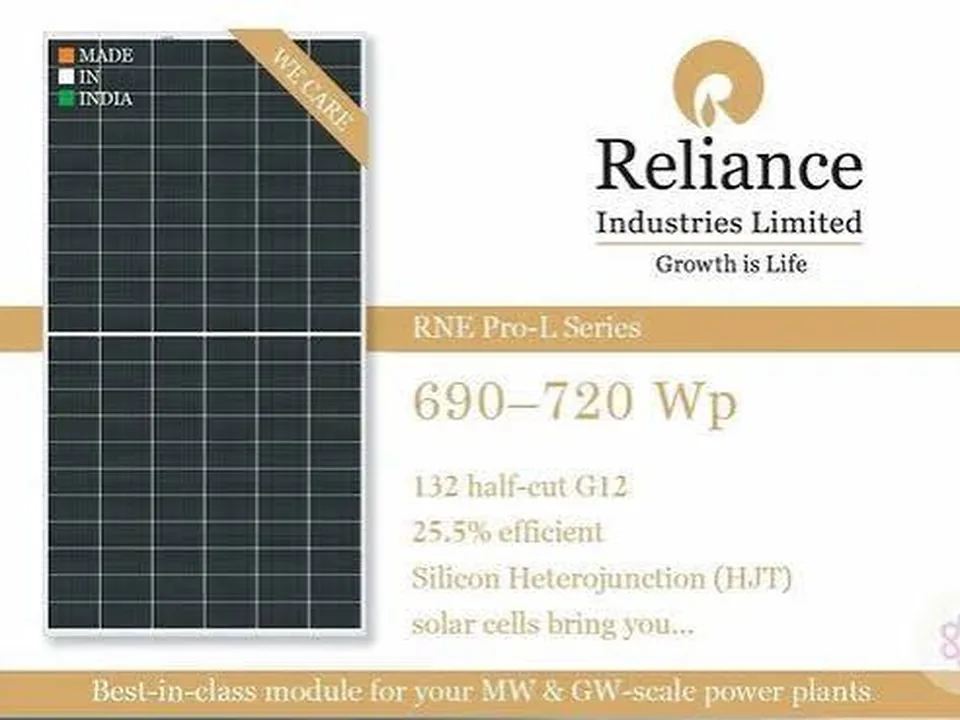 MADE
IN
INDIA
WE CARE
Reliance
Industries Limited
Growth is Life
RNE Pro-L Series
690–720 Wp
132 half-cut G12
25.5% efficient
Silicon Heterojunction (HJT)
solar cells bring you...
Best-in-class module for your MW & GW-scale power plants